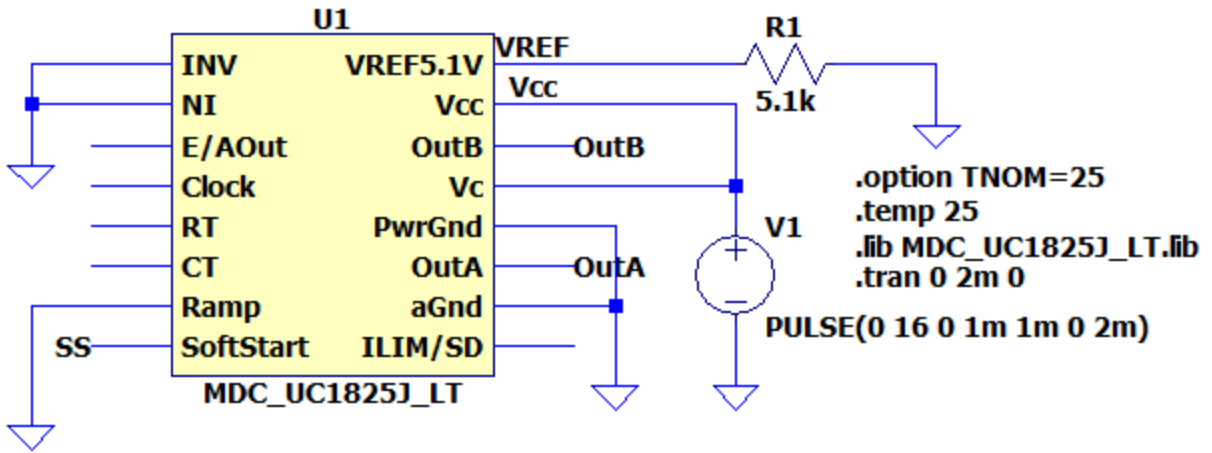 U1
INV
NI
E/AOut
Clock
RT
CT
Ramp
SS
SoftStart
VREF5.1V
Vcc
OutB
Vc
PwrGnd
OutA
aGnd
ILIM/SD
MDC_UC1825J_LT
VREF
Vcc
OutB
OutA
R1
5.1k
V1
PULSE(0 16 0 1m 1m 0 2m)
.option TNOM=25
.temp 25
.lib MDC_UC1825J_LT.lib
.tran 0 2m 0